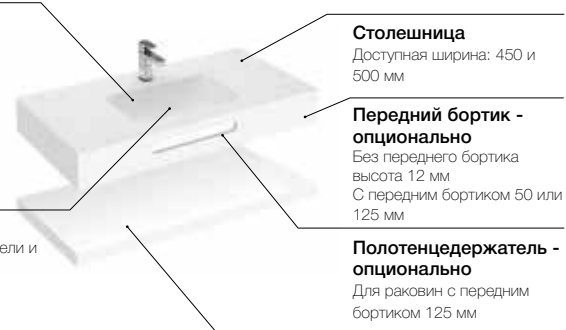 Столешница
Доступная ширина: 450 и
500 мм
Передний бортик -
опционально
Без переднего бортика
высота 12 мм
С передним бортиком 50 или
125 мм
ели и
Полотенцедержатель -
опционально
Для раковин с передним
бортиком 125 мм